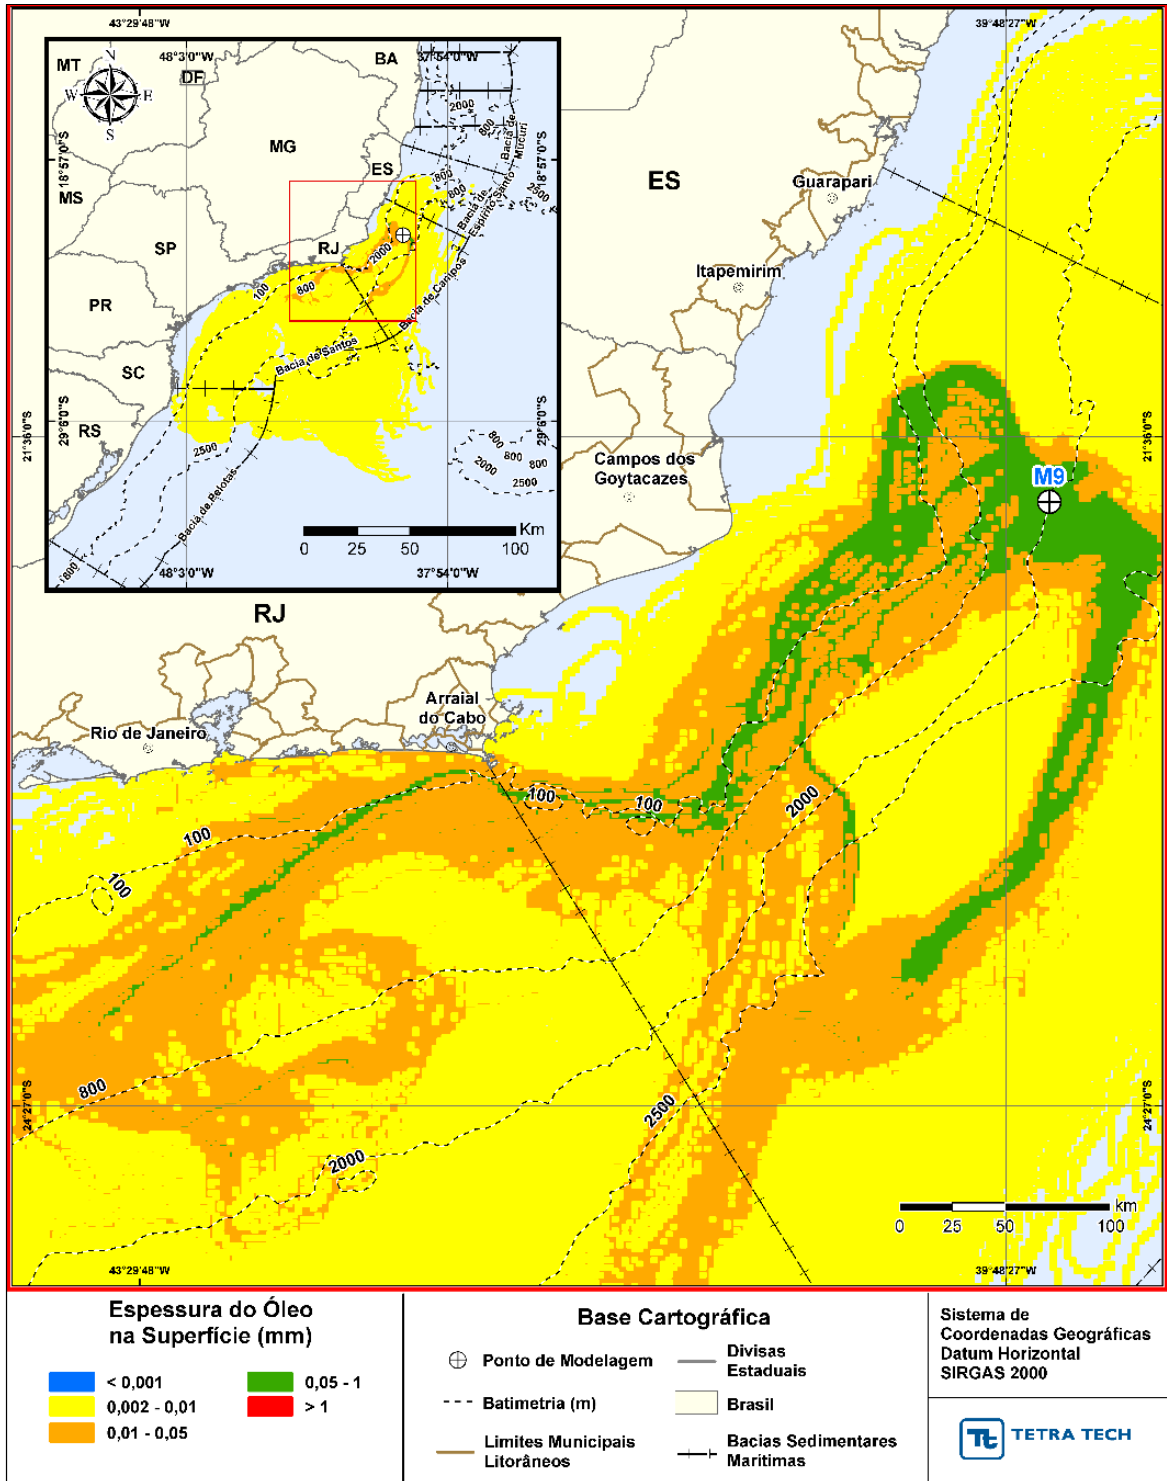 43°29'48"W
39°48'27"W
48°3'0"W
37°54'0"W
MT
N
W
E
S
DF
BA
MG
ES
MS
SP
RJ
PR
SC
RS
18°57'0"S
18°57'0"S
29°6'0"S
29°6'0"S
2000
800
800
800
2500
2000
100
800
2500
800
800
2000
800
800
2500
Bacia de Mucuri
Bacia de Espírito Santo
Bacia de Campos
Bacia de Santos
Bacia de Pelotas
Km
0
25
50
100
48°3'0"W
37°54'0"W
21°36'0"S
21°36'0"S
ES
Guarapari
Itapemirim
Campos dos
Goytacazes
M9
RJ
Arraial
do Cabo
Rio de Janeiro
100
100
100
100
2000
800
2500
2000
24°27'0"S
24°27'0"S
km
0
25
50
100
43°29'48"W
39°48'27"W
Espessura do Óleo
na Superfície (mm)
< 0,001
0,002 - 0,01
0,01 - 0,05
0,05 - 1
> 1
Base Cartográfica
Ponto de Modelagem
Batimetria (m)
Limites Municipais
Litorâneos
Divisas
Estaduais
Brasil
Bacias Sedimentares
Marítimas
Sistema de
Coordenadas Geográficas
Datum Horizontal
SIRGAS 2000
Tt
TETRA TECH